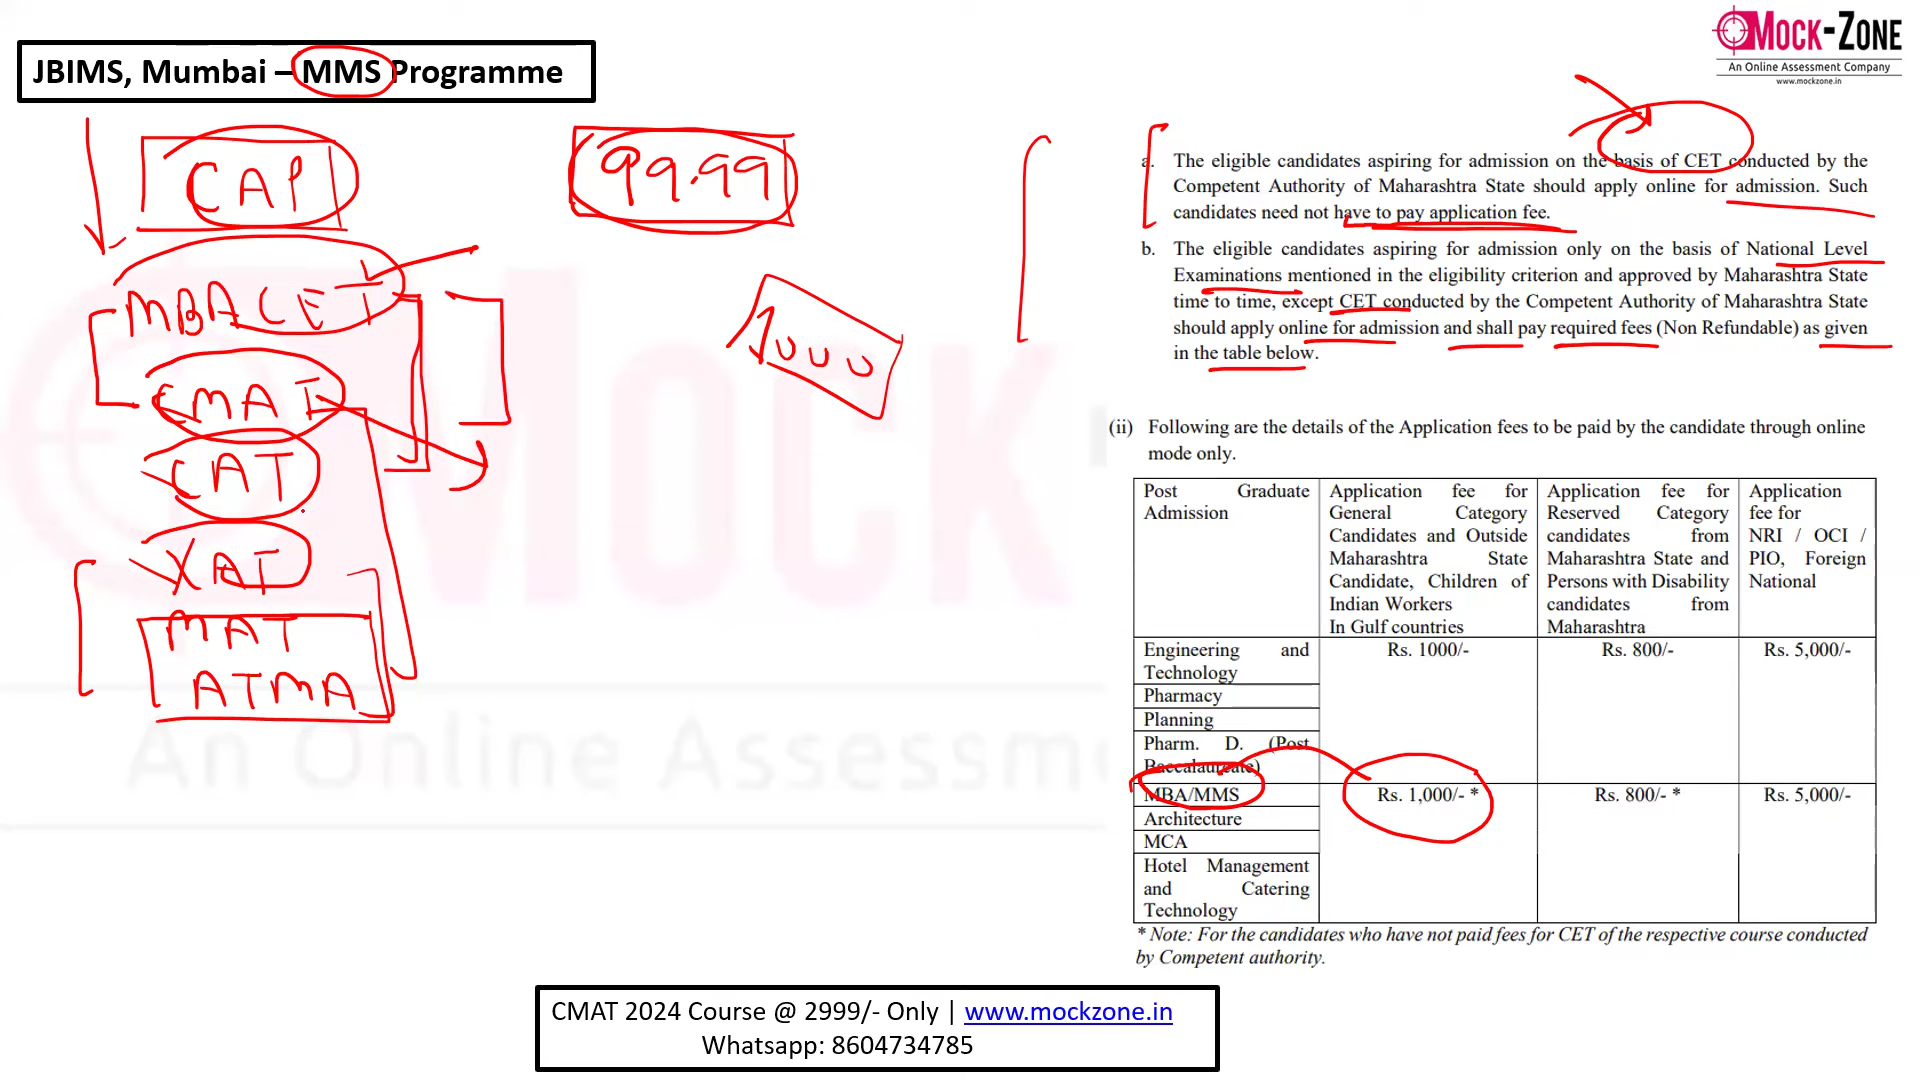 JBIMS, Mumbai – MMS Programme
MOCK-ZONE
An Online Assessment Company
www.mockzone.in
CAP
99.99
MBACET
CMAT
CAT
XAT
MAT
ATMA
1000
a. The eligible candidates aspiring for admission on the basis of CET conducted by the
Competent Authority of Maharashtra State should apply online for admission. Such
candidates need not have to pay application fee.
b. The eligible candidates aspiring for admission only on the basis of National Level
Examinations mentioned in the eligibility criterion and approved by Maharashtra State
time to time, except CET conducted by the Competent Authority of Maharashtra State
should apply online for admission and shall pay required fees (Non Refundable) as given
in the table below.
(ii) Following are the details of the Application fees to be paid by the candidate through online
mode only.
Post Graduate
Admission
Application fee for
General Category
Candidates and Outside
Maharashtra State
Candidate, Children of
Indian Workers
In Gulf countries
Application fee for
Reserved Category
candidates from
Maharashtra State and
Persons with Disability
candidates from
Maharashtra
Application
fee for
NRI / OCI /
PIO, Foreign
National
Engineering and
Technology
Rs. 1000/-
Rs. 800/-
Rs. 5,000/-
Pharmacy
Planning
Pharm. D. (Post
Baccalaureate)
MBA/MMS
Rs. 1,000/- *
Rs. 800/- *
Rs. 5,000/-
Architecture
MCA
Hotel Management
and Catering
Technology
* Note: For the candidates who have not paid fees for CET of the respective course conducted
by Competent authority.
MOCK
An Online Assessm
CMAT 2024 Course @ 2999/- Only | www.mockzone.in
Whatsapp: 8604734785